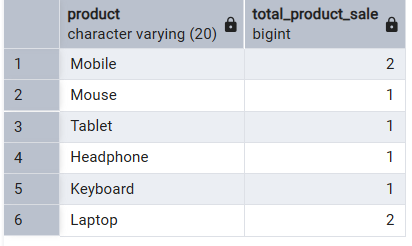 product total_product_sale
character varying (20) bigint
1 Mobile 2
2 Mouse 1
3 Tablet 1
4 Headphone 1
5 Keyboard 1
6 Laptop 2